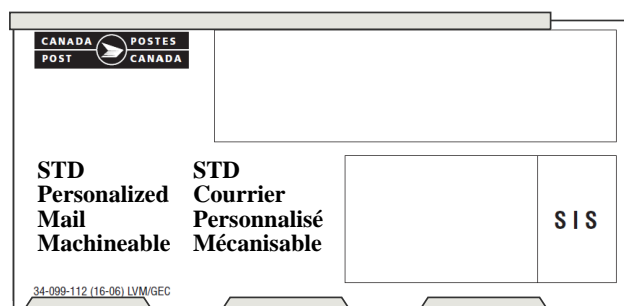 CANADA POSTES
POST CANADA
STD
Personalized
Mail
Machineable
STD
Courrier
Personnalisé
Mécanisable
SIS
34-099-112 (16-06) LVM/GEC